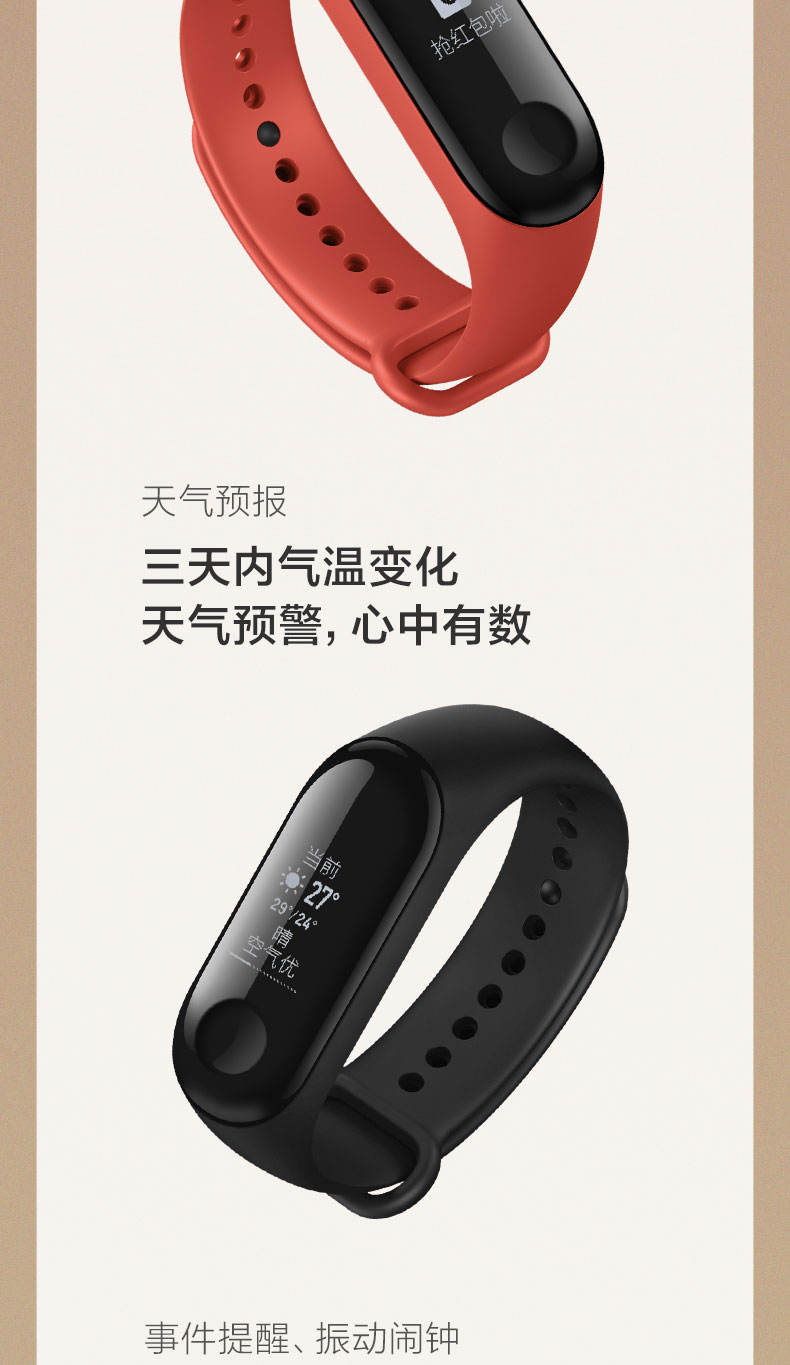 抢红包啦
天气预报
三天内气温变化
天气预警，心中有数
当前
27°
29°/24°
晴
空气优
事件提醒、振动闹钟